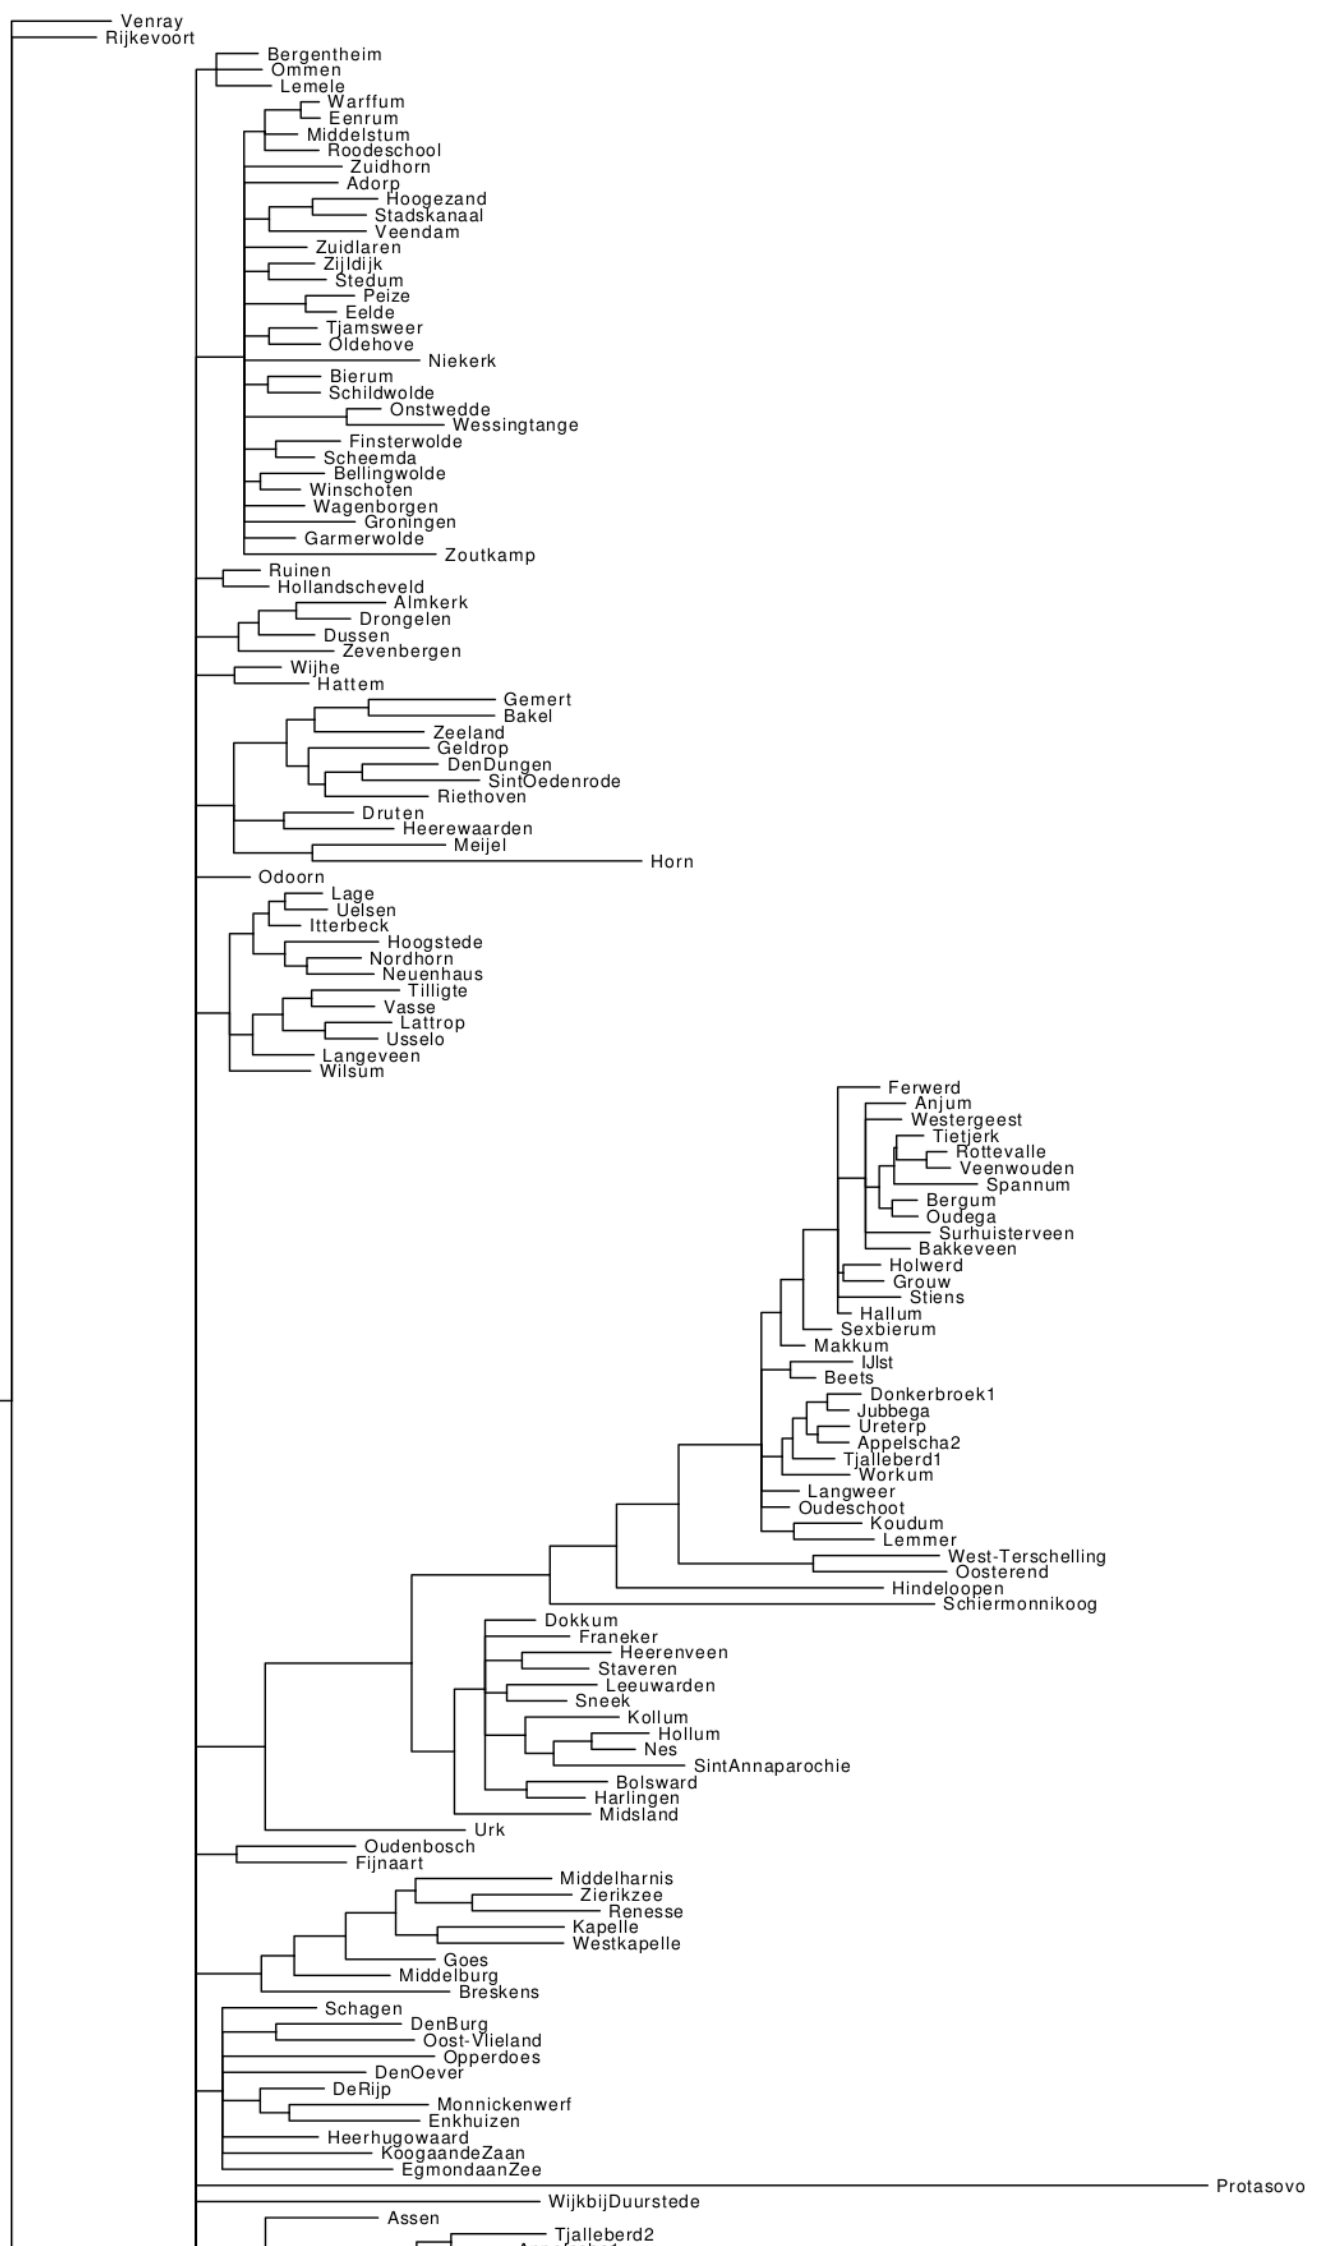 Venray
Rijkevoort
Bergentheim
Ommen
Lemele
Warffum
Eenrum
Middelstum
Roodeschool
Zuidhorn
Adorp
Hoogezand
Stadskanaal
Veendam
Zuidlaren
Zijldijk
Stedum
Peize
Eelde
Tjamsweer
Oldehove
Niekerk
Bierum
Schildwolde
Onstwedde
Wessingtange
Finsterwolde
Scheemda
Bellingwolde
Winschoten
Wagenborgen
Groningen
Garmerwolde
Zoutkamp
Ruinen
Hollandscheveld
Almkerk
Drongelen
Dussen
Zevenbergen
Wijhe
Hattem
Gemert
Bakel
Zeeland
Geldrop
DenDungen
SintOedenrode
Riethoven
Druten
Heerewaarden
Meijel
Horn
Odoorn
Lage
Uelsen
Itterbeck
Hoogstede
Nordhorn
Neuenhaus
Tilligte
Vasse
Lattrop
Usselo
Langeveen
Wilsum
Ferwerd
Anjum
Westergeest
Tietjerk
Rottevalle
Veenwouden
Spannum
Bergum
Oudega
Surhuisterveen
Bakkeveen
Holwerd
Grouw
Stiens
Hallum
Sexbierum
Makkum
IJlst
Beets
Donkerbroek1
Jubbega
Ureterp
Appelscha2
Tjalleberd1
Workum
Langweer
Oudeschoot
Koudum
Lemmer
West-Terschelling
Oosterend
Hindeloopen
Schiermonnikoog
Dokkum
Franeker
Heerenveen
Staveren
Leeuwarden
Sneek
Kollum
Hollum
Nes
SintAnnaparochie
Bolsward
Harlingen
Midsland
Urk
Oudenbosch
Fijnaart
Middelharnis
Zierikzee
Renesse
Kapelle
Westkapelle
Goes
Middelburg
Breskens
Schagen
DenBurg
Oost-Vlieland
Opperdoes
DenOever
DeRijp
Monnickenwerf
Enkhuizen
Heerhugowaard
KoogaandeZaan
EgmondaanZee
Protasovo
WijkbijDuurstede
Assen
Tjalleberd2